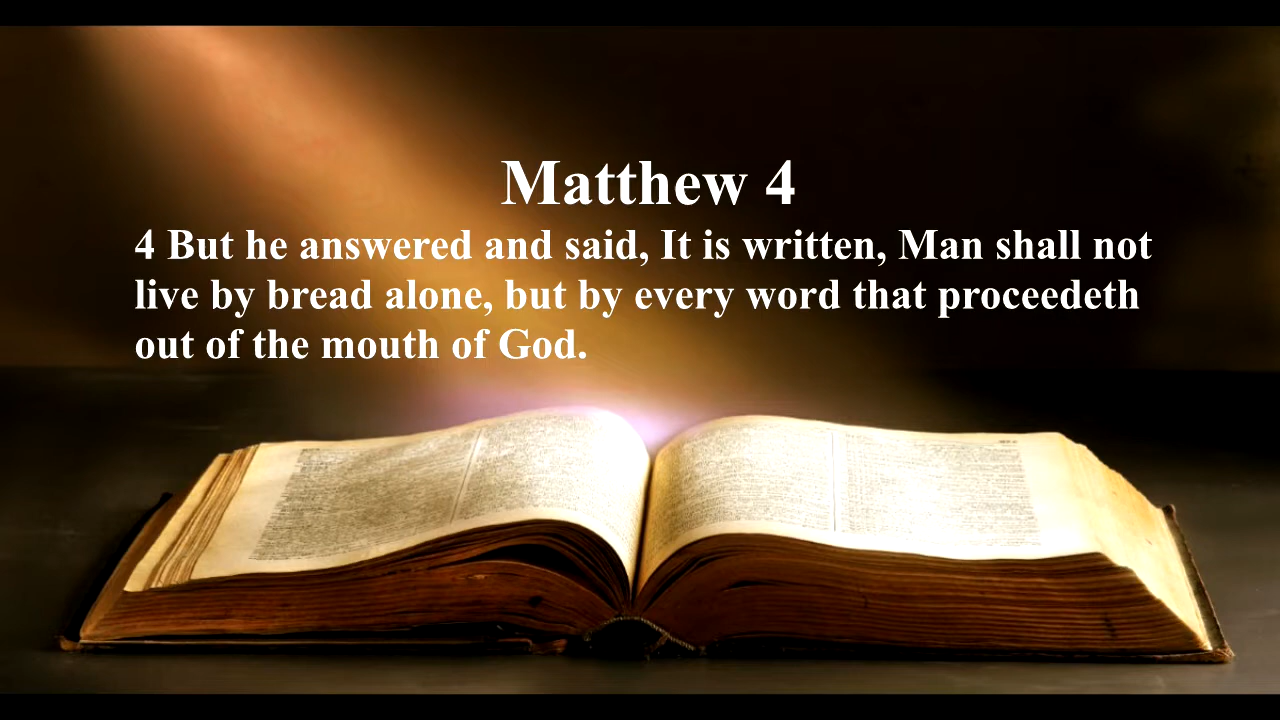 Matthew 4
4 But he answered and said, It is written, Man shall not
live by bread alone, but by every word that proceedeth
out of the mouth of God.